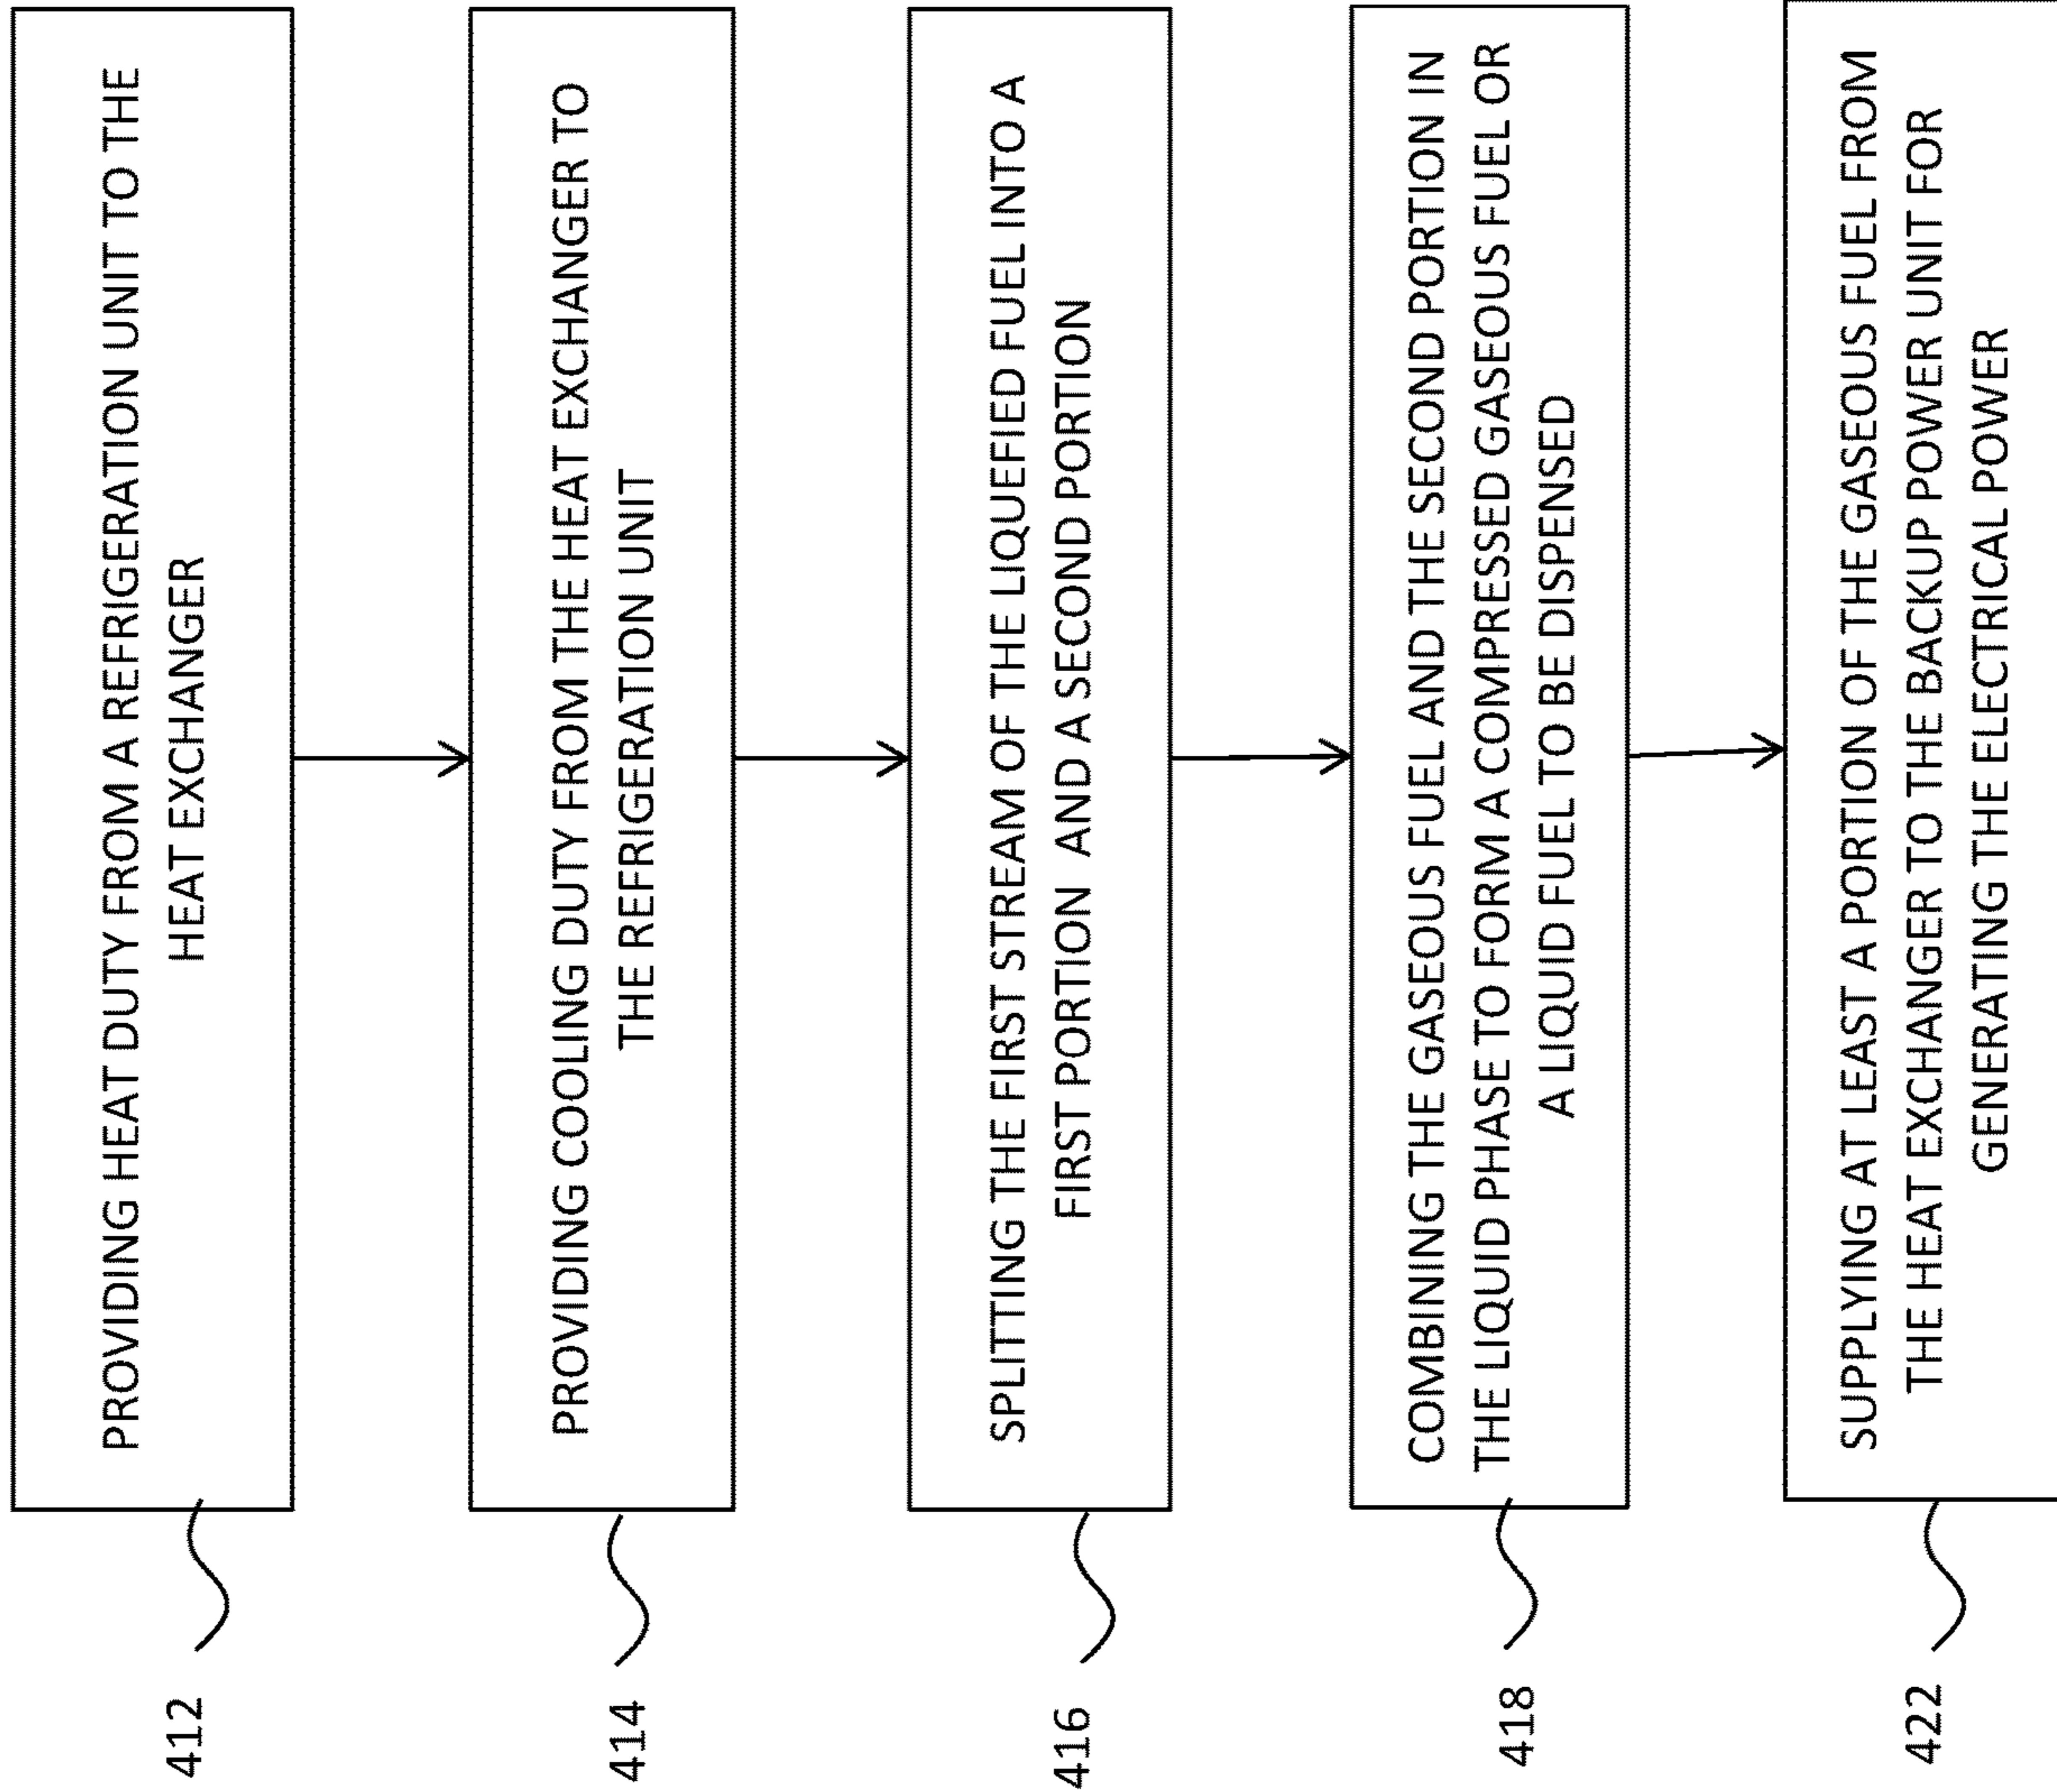 412
PROVIDING HEAT DUTY FROM A REFRIGERATION UNIT TO THE
HEAT EXCHANGER
414
PROVIDING COOLING DUTY FROM THE HEAT EXCHANGER TO
THE REFRIGERATION UNIT
416
SPLITTING THE FIRST STREAM OF THE LIQUEFIED FUEL INTO A
FIRST PORTION AND A SECOND PORTION
418
COMBINING THE GASEOUS FUEL AND THE SECOND PORTION IN
THE LIQUID PHASE TO FORM A COMPRESSED GASEOUS FUEL OR
A LIQUID FUEL TO BE DISPENSED
422
SUPPLYING AT LEAST A PORTION OF THE GASEOUS FUEL FROM
THE HEAT EXCHANGER TO THE BACKUP POWER UNIT FOR
GENERATING THE ELECTRICAL POWER